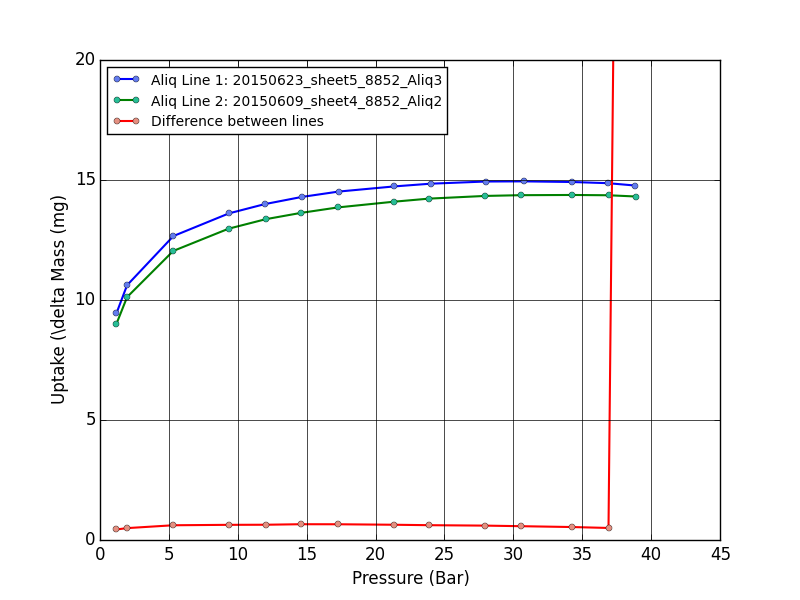 20
Aliq Line 1: 20150623_sheet5_8852_Aliq3
Aliq Line 2: 20150609_sheet4_8852_Aliq2
Difference between lines
15
10
5
0
Uptake (\delta Mass (mg)
0 5 10 15 20 25 30 35 40 45
Pressure (Bar)